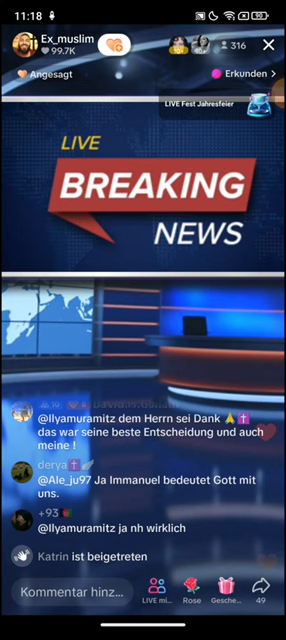 11:18
90
Ex_muslim
99.7K
316
Angesagt
Erkunden >
LIVE Fest Jahresfeier
LIVE
BREAKING
NEWS
@Ilyamuramitz dem Herrn sei Dank 🙏✝️
das war seine beste Entscheidung und auch
meine !
derya✝️🕊️
@Ale_ju97 Ja Immanuel bedeutet Gott mit
uns.
+93 🇦🇫
@Ilyamuramitz ja nh wirklich
Katrin ist beigetreten
Kommentar hinz...
LIVE mi...
Rose
Gesche...
49